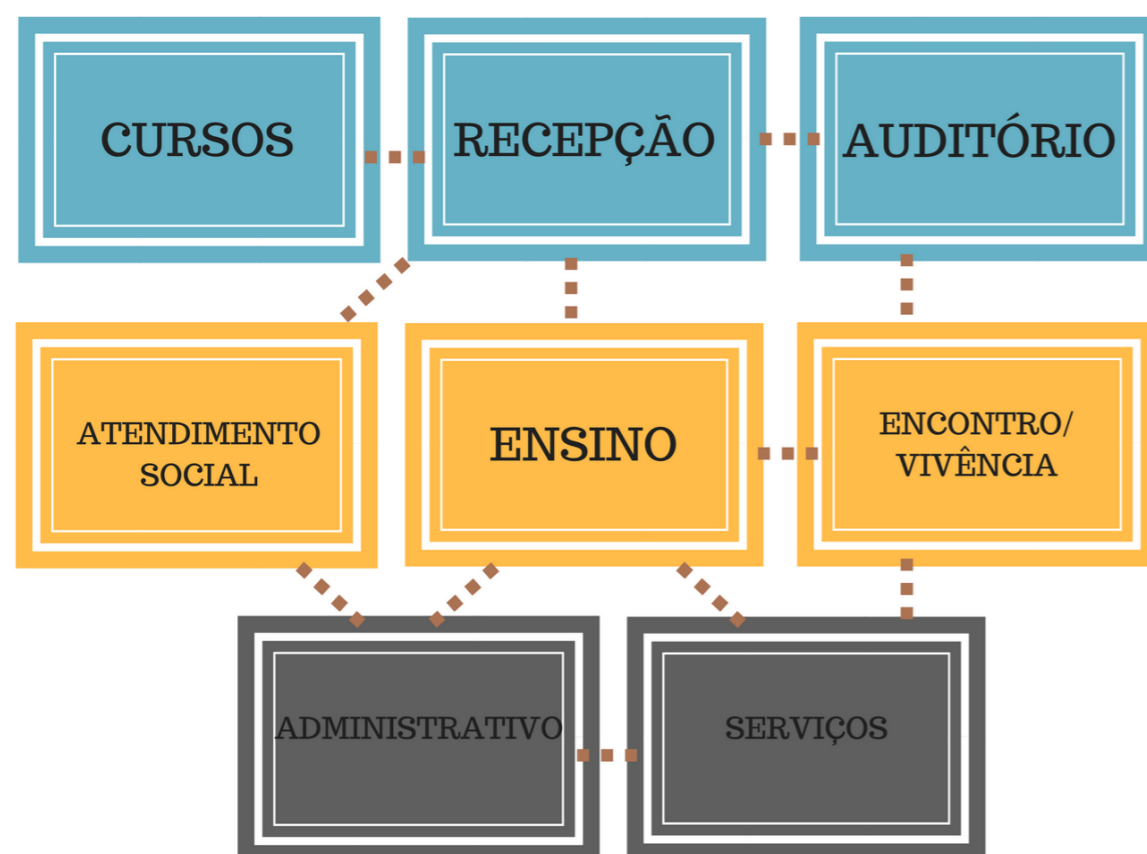 CURSOS
RECEPÇÃO
AUDITÓRIO
ATENDIMENTO
SOCIAL
ENSINO
ENCONTRO/
VIVÊNCIA
ADMINISTRATIVO
SERVIÇOS